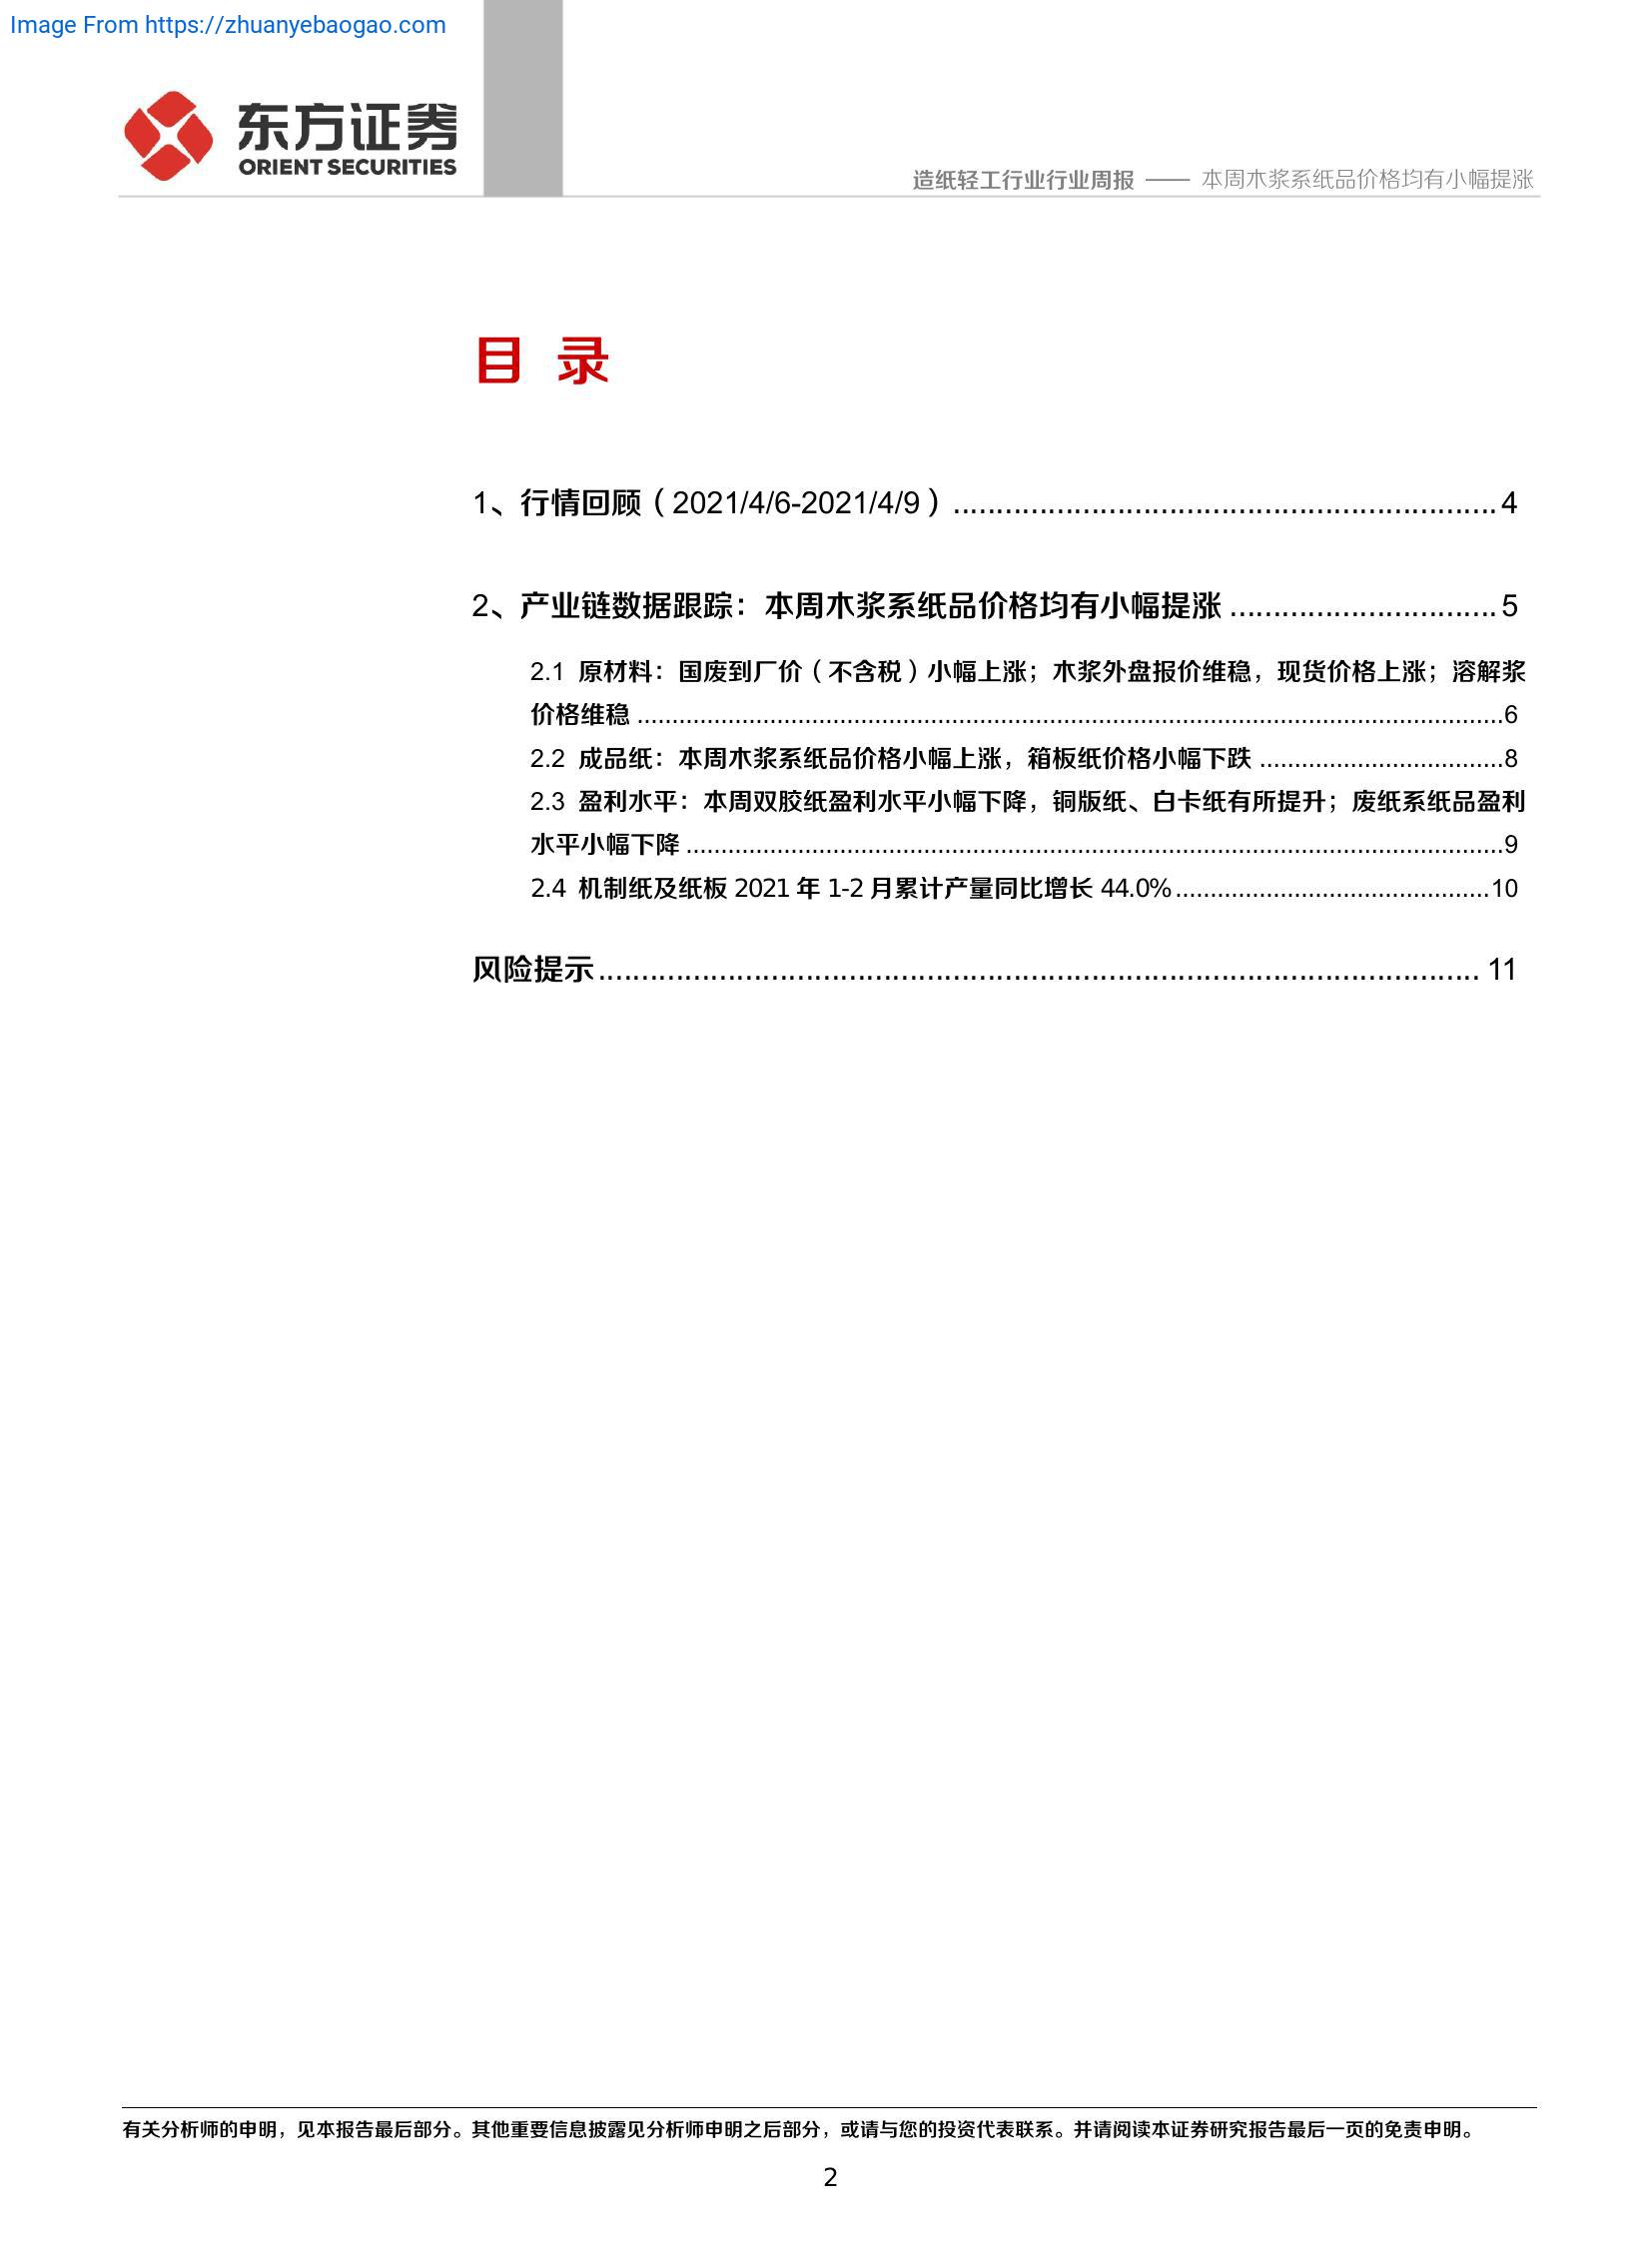 Image From https://zhuanyebaogao.com
东方证券
ORIENT SECURITIES
造纸轻工行业行业周报 —— 本周木浆系纸品价格均有小幅提涨
目 录
1、行情回顾（2021/4/6-2021/4/9）................................................................4
2、产业链数据跟踪：本周木浆系纸品价格均有小幅提涨...............................5
2.1 原材料：国废到厂价（不含税）小幅上涨；木浆外盘报价维稳，现货价格上涨；溶解浆
价格维稳............................................................................................................................6
2.2 成品纸：本周木浆系纸品价格小幅上涨，箱板纸价格小幅下跌...................................8
2.3 盈利水平：本周双胶纸盈利水平小幅下降，铜版纸、白卡纸有所提升；废纸系纸品盈利
水平小幅下降.....................................................................................................................9
2.4 机制纸及纸板 2021 年 1-2 月累计产量同比增长 44.0%.............................................10
风险提示......................................................................................................11
有关分析师的申明，见本报告最后部分。其他重要信息披露见分析师申明之后部分，或请与您的投资代表联系。并请阅读本证券研究报告最后一页的免责申明。
2